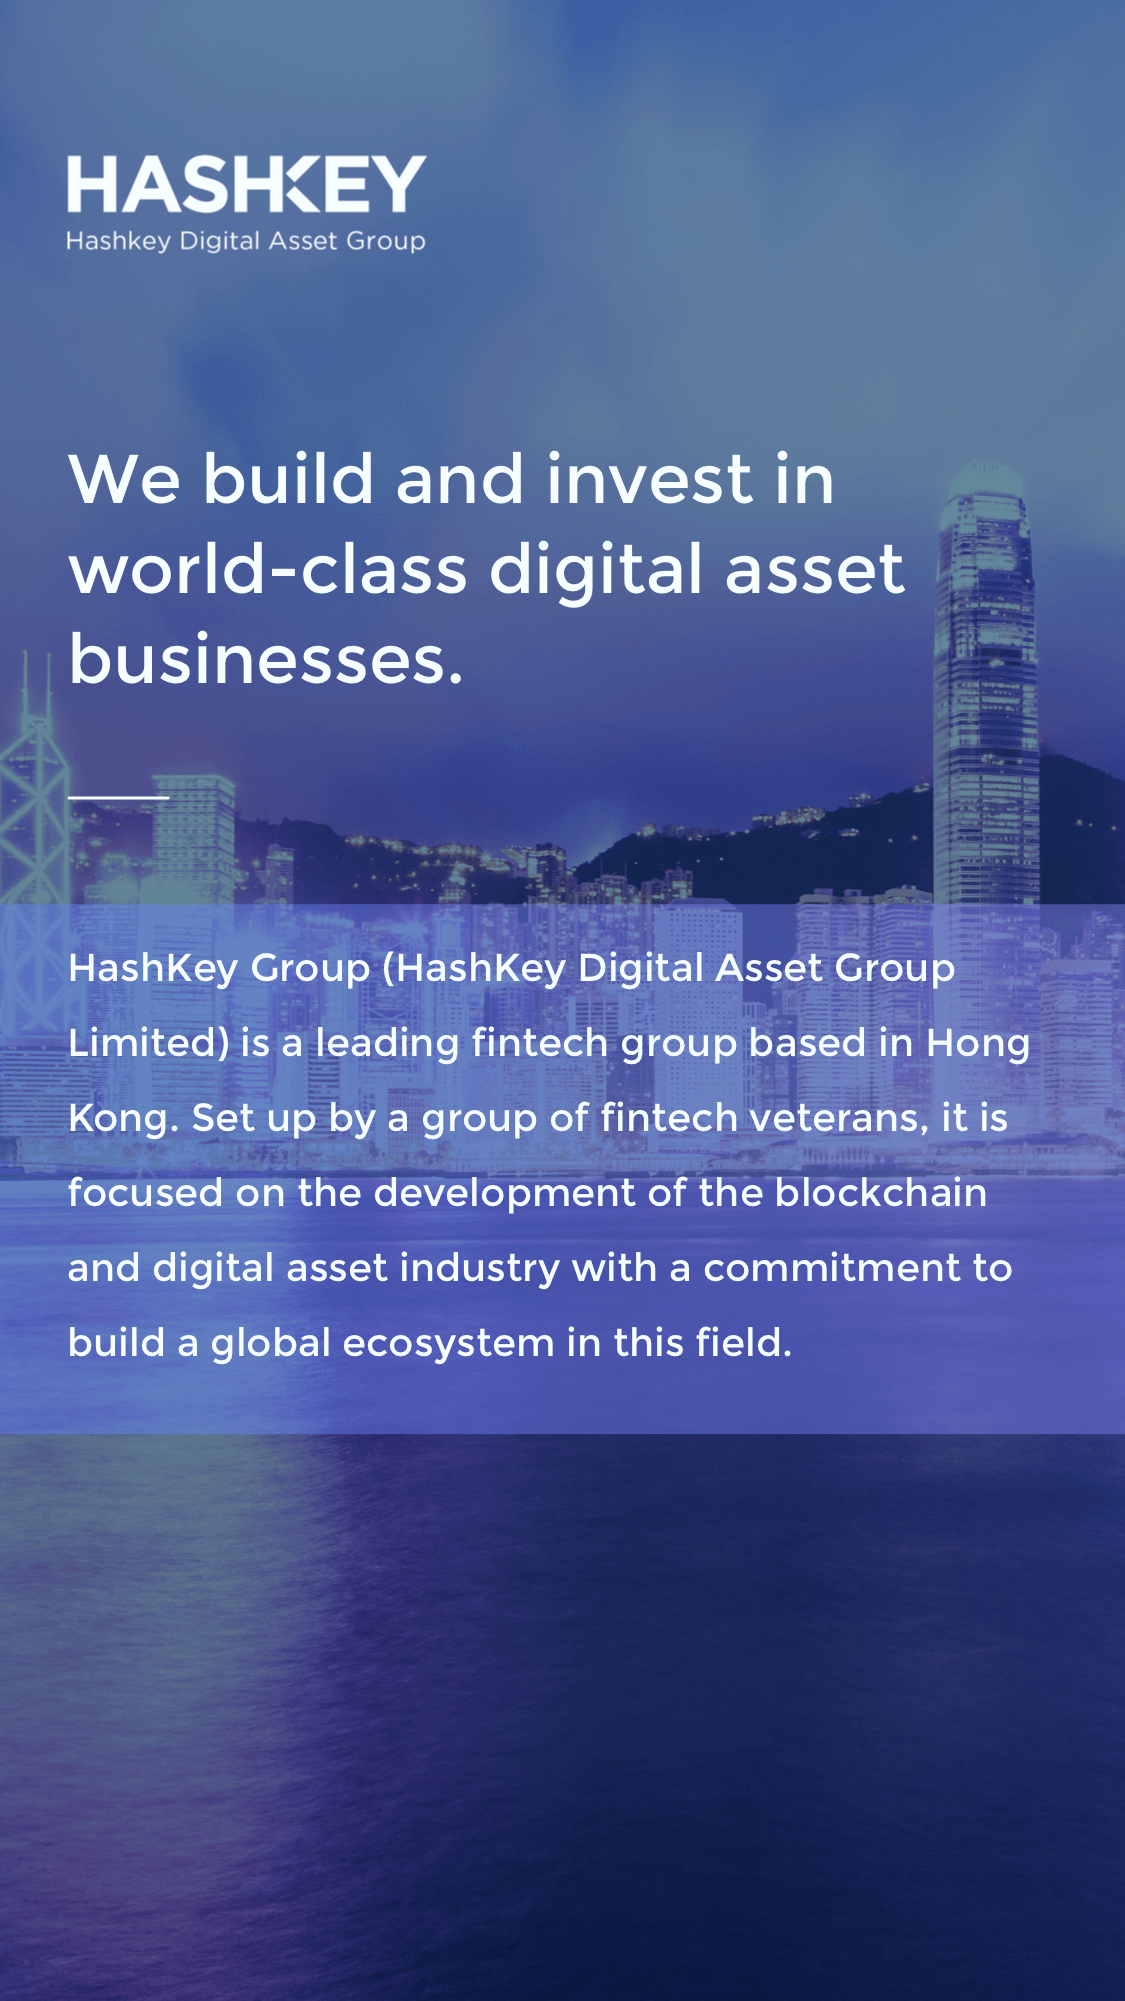 HASHKEY
Hashkey Digital Asset Group
We build and invest in
world-class digital asset
businesses.
HashKey Group (HashKey Digital Asset Group
Limited) is a leading fintech group based in Hong
Kong. Set up by a group of fintech veterans, it is
focused on the development of the blockchain
and digital asset industry with a commitment to
build a global ecosystem in this field.